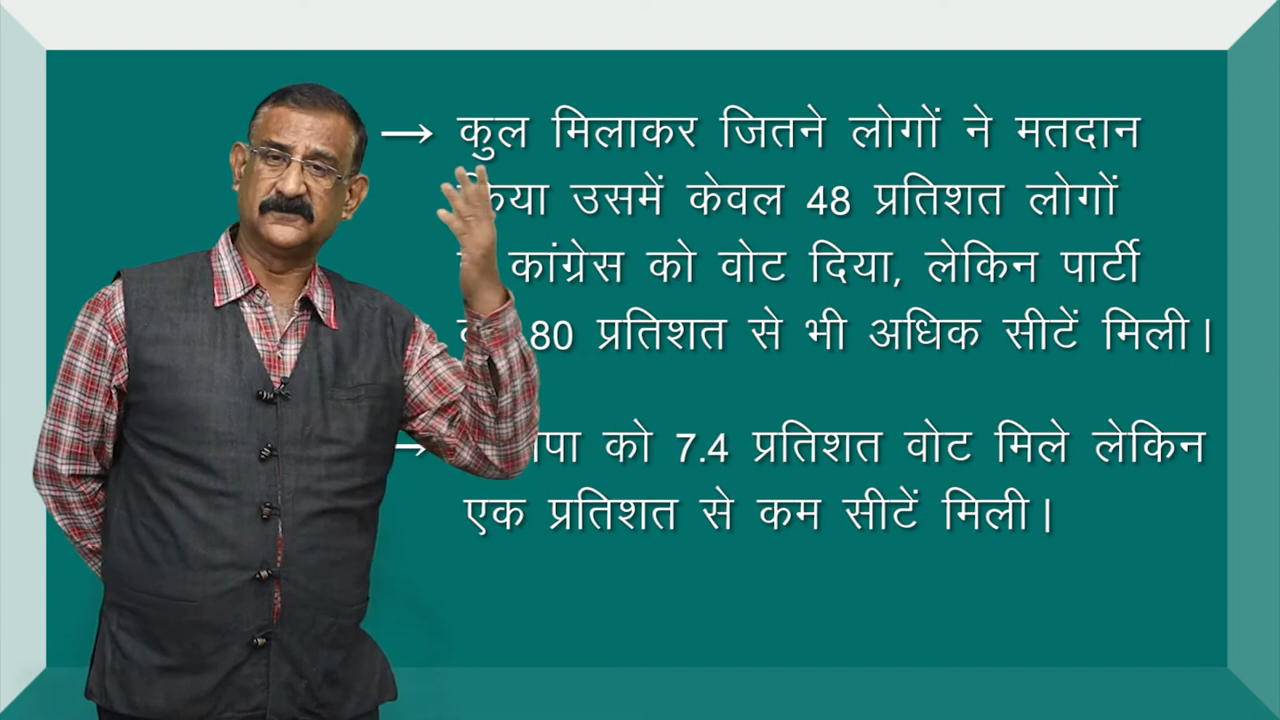 → कुल मिलाकर जितने लोगों ने मतदान
उसमें केवल 48 प्रतिशत लोगों
कांग्रेस को वोट दिया, लेकिन पार्टी
80 प्रतिशत से भी अधिक सीटें मिली।
→ को 7.4 प्रतिशत वोट मिले लेकिन
एक प्रतिशत से कम सीटें मिली।